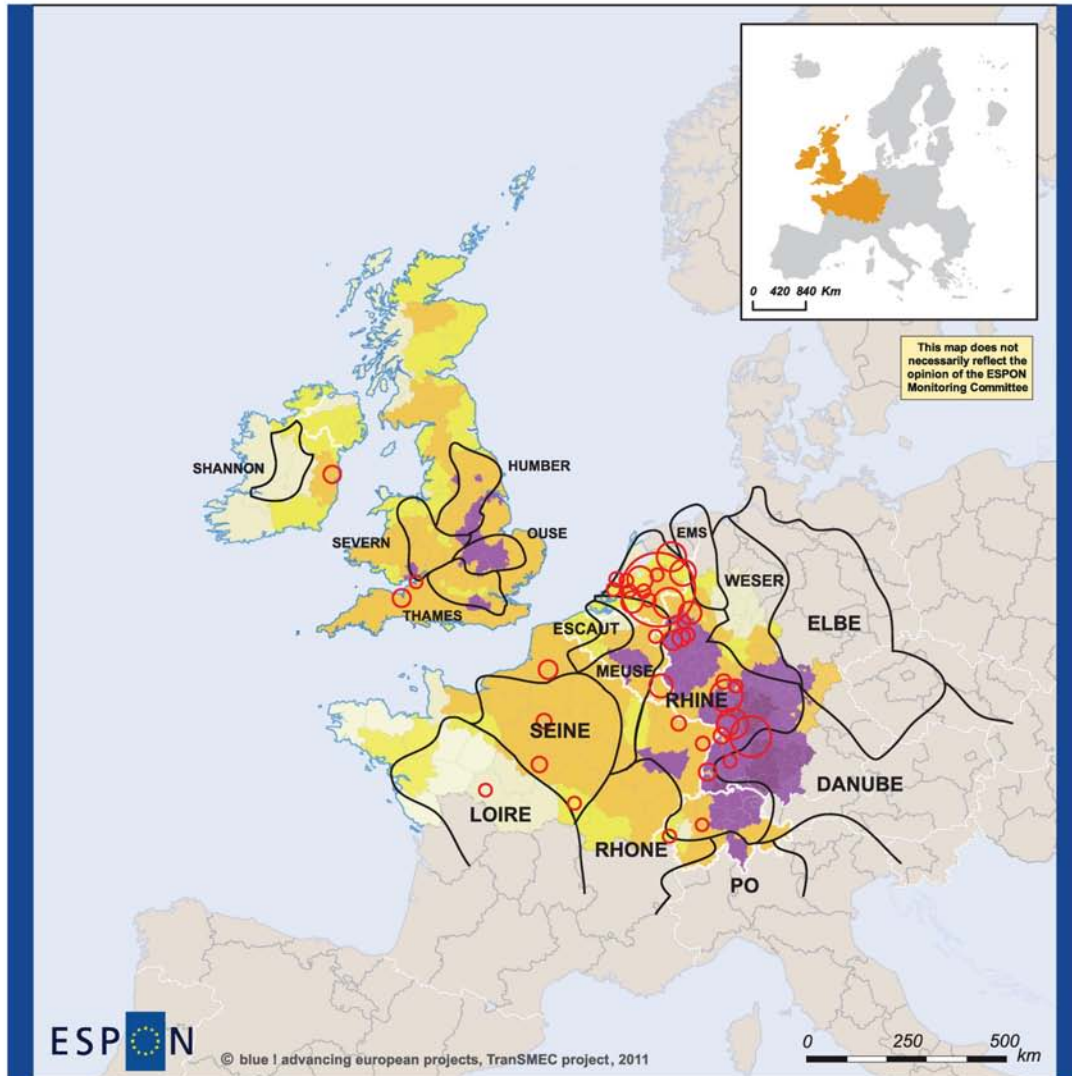 0 420 840 Km
This map does not
necessarily reflect the
opinion of the ESPON
Monitoring Committee
SHANNON
HUMBER
SEVERN
OUSE
THAMES
EMS
WESER
ELBE
ESCAUT
MEUSE
RHINE
SEINE
DANUBE
LOIRE
RHONE
PO
ESPON
© blue ! advancing european projects, TranSMEC project, 2011
0 250 500
km